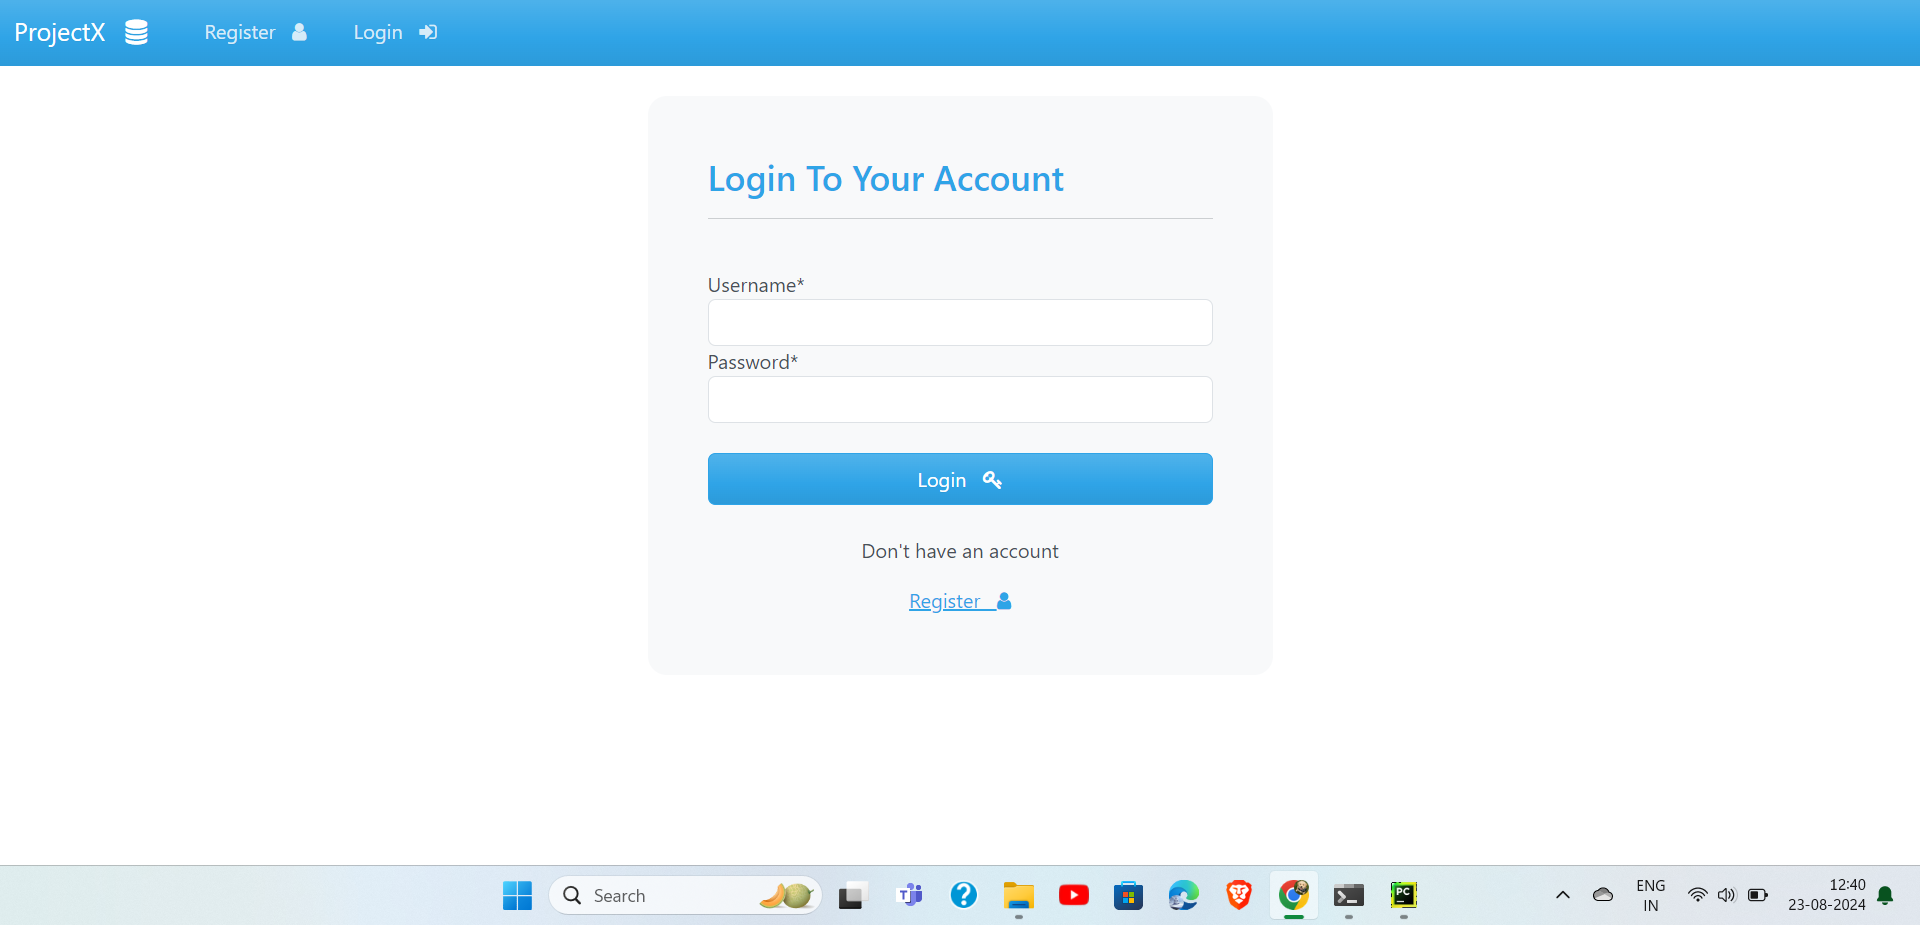 ProjectX Register Login
Login To Your Account
Username*
Password*
Login
Don't have an account
Register
Search
T
?
PC
ENG
IN
12:40
23-08-2024